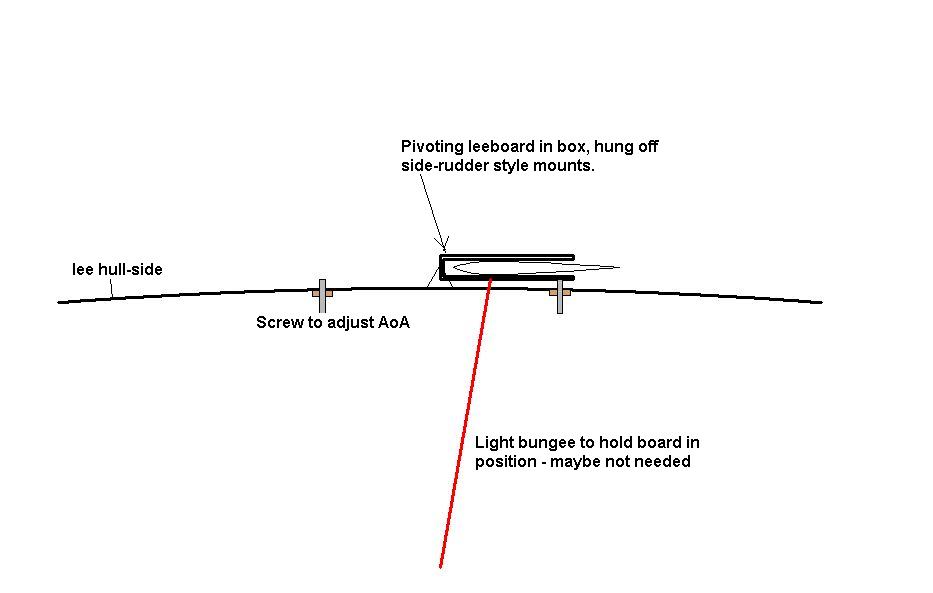 Pivoting leeboard in box, hung off
side-rudder style mounts.
lee hull-side
Screw to adjust AoA
Light bungee to hold board in
position - maybe not needed